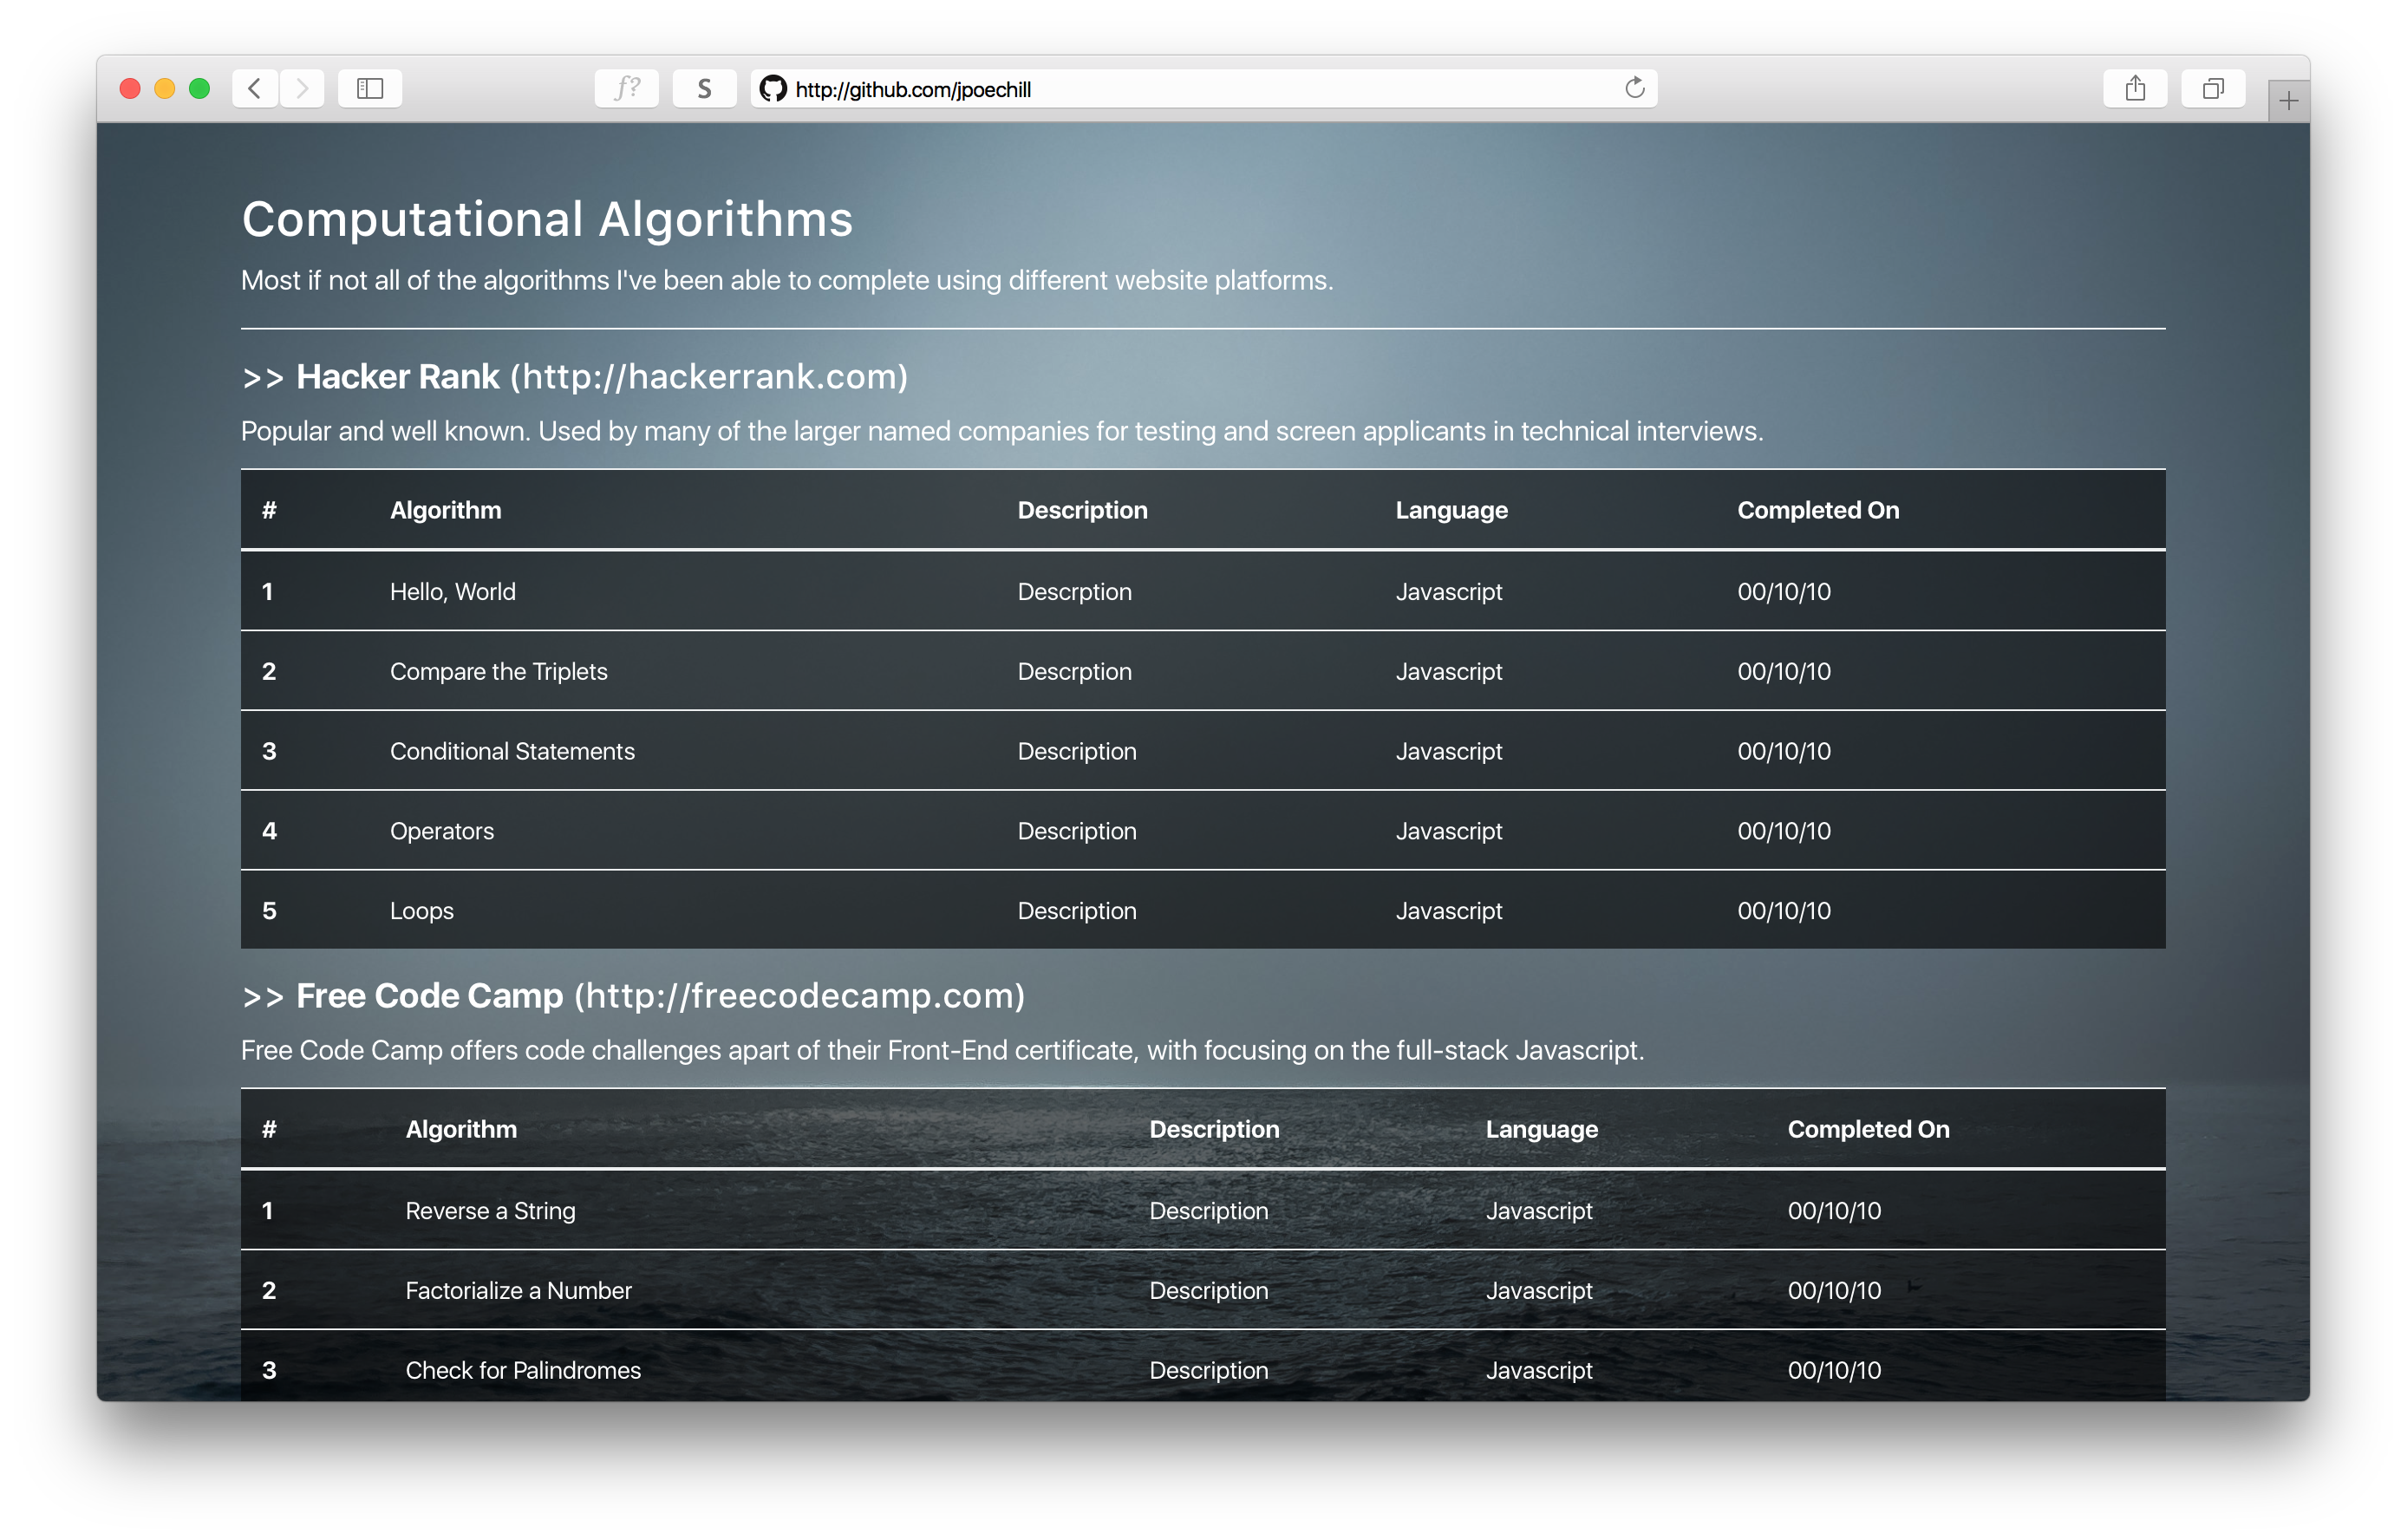 f? S http://github.com/jpoechill
Computational Algorithms
Most if not all of the algorithms I've been able to complete using different website platforms.
>> Hacker Rank (http://hackerrank.com)
Popular and well known. Used by many of the larger named companies for testing and screen applicants in technical interviews.
# Algorithm Description Language Completed On
1 Hello, World Descrption Javascript 00/10/10
2 Compare the Triplets Descrption Javascript 00/10/10
3 Conditional Statements Description Javascript 00/10/10
4 Operators Description Javascript 00/10/10
5 Loops Description Javascript 00/10/10
>> Free Code Camp (http://freecodecamp.com)
Free Code Camp offers code challenges apart of their Front-End certificate, with focusing on the full-stack Javascript.
# Algorithm Description Language Completed On
1 Reverse a String Description Javascript 00/10/10
2 Factorialize a Number Description Javascript 00/10/10
3 Check for Palindromes Description Javascript 00/10/10